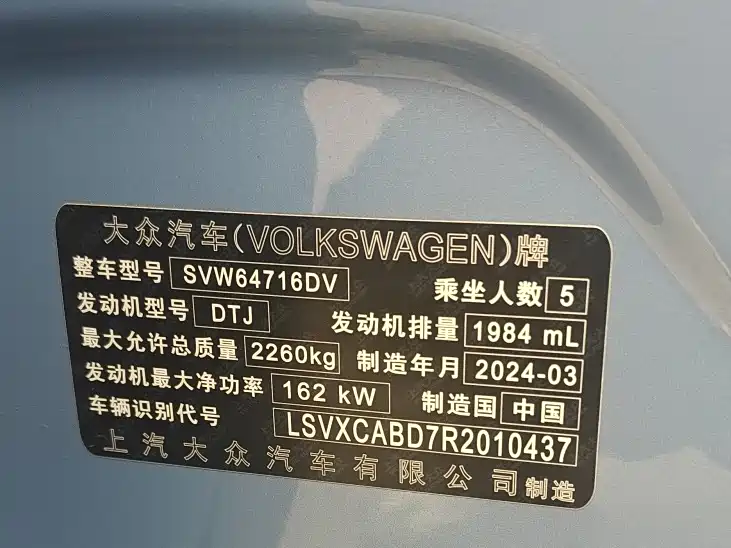 大众汽车(VOLKSWAGEN)牌
整车型号 SVW64716DV 乘坐人数 5
发动机型号 DTJ 发动机排量 1984 mL
最大允许总质量 2260kg 制造年月 2024-03
发动机最大净功率 162 kW 制造国 中国
车辆识别代号 LSVXCABD7R2010437
上汽大众汽车有限公司制造